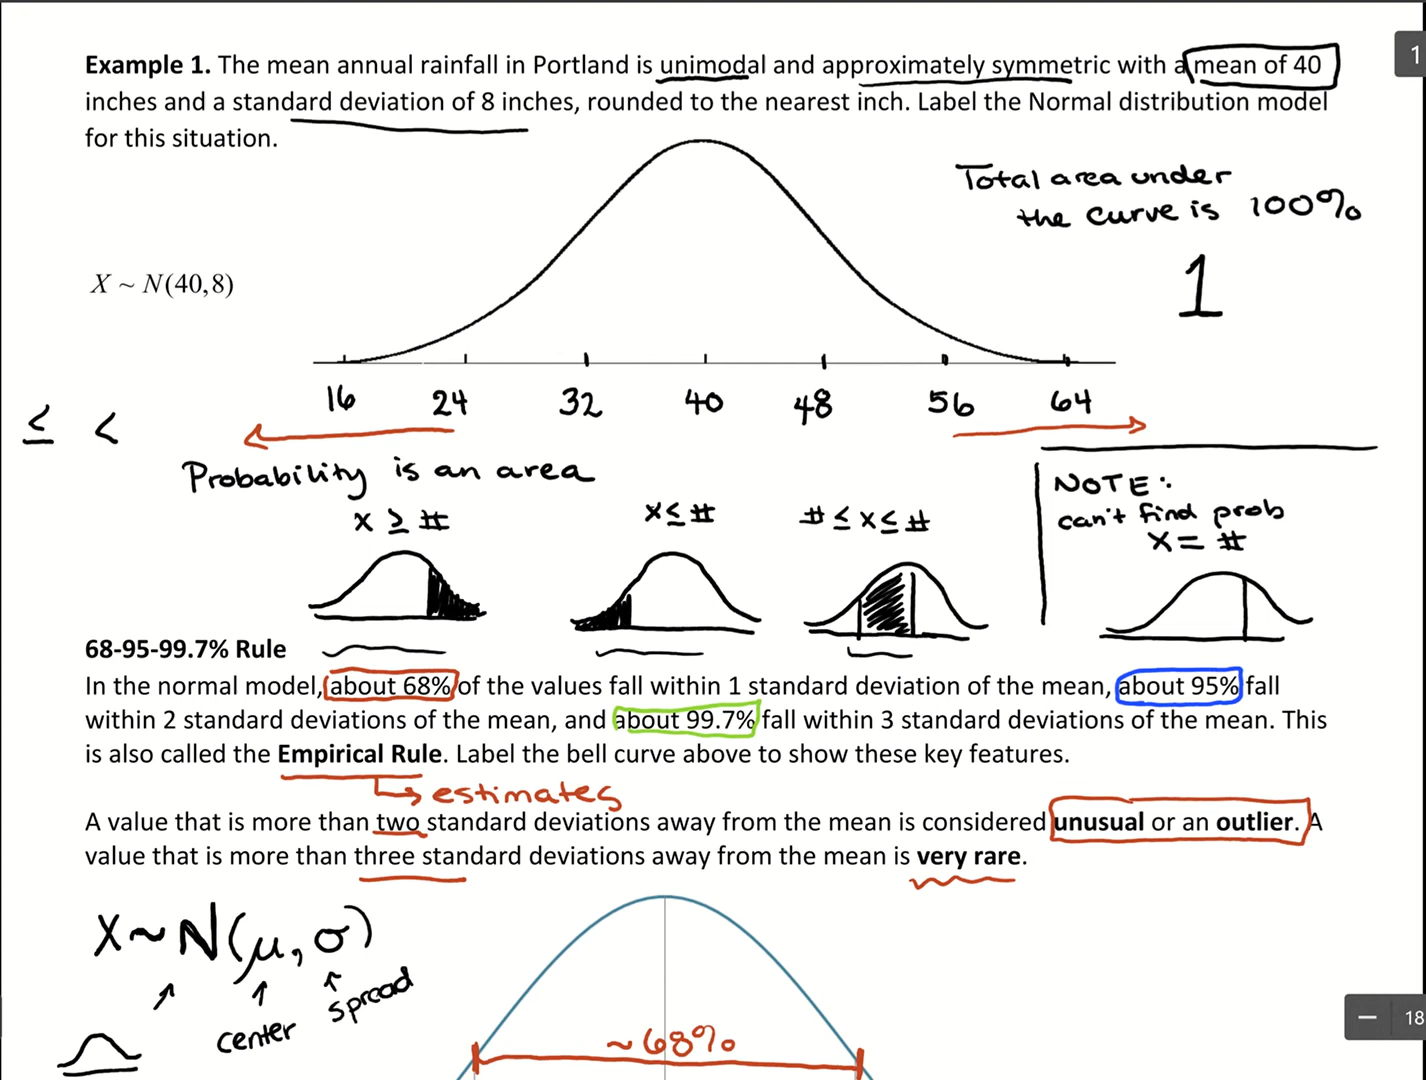 Example 1. The mean annual rainfall in Portland is unimodal and approximately symmetric with a mean of 40
inches and a standard deviation of 8 inches, rounded to the nearest inch. Label the Normal distribution model
for this situation.
1
Total area under
the curve is 100%
1
X ~ N(40,8)
16 24 32 40 48 56 64
≤ <
Probability is an area
x ≥ #
x ≤ #
# ≤ x ≤ #
NOTE:
can't find prob
x = #
68-95-99.7% Rule
In the normal model, about 68% of the values fall within 1 standard deviation of the mean, about 95% fall
within 2 standard deviations of the mean, and about 99.7% fall within 3 standard deviations of the mean. This
is also called the Empirical Rule. Label the bell curve above to show these key features.
estimates
A value that is more than two standard deviations away from the mean is considered unusual or an outlier. A
value that is more than three standard deviations away from the mean is very rare.
X~N(μ, σ)
center
spread
~68%
18